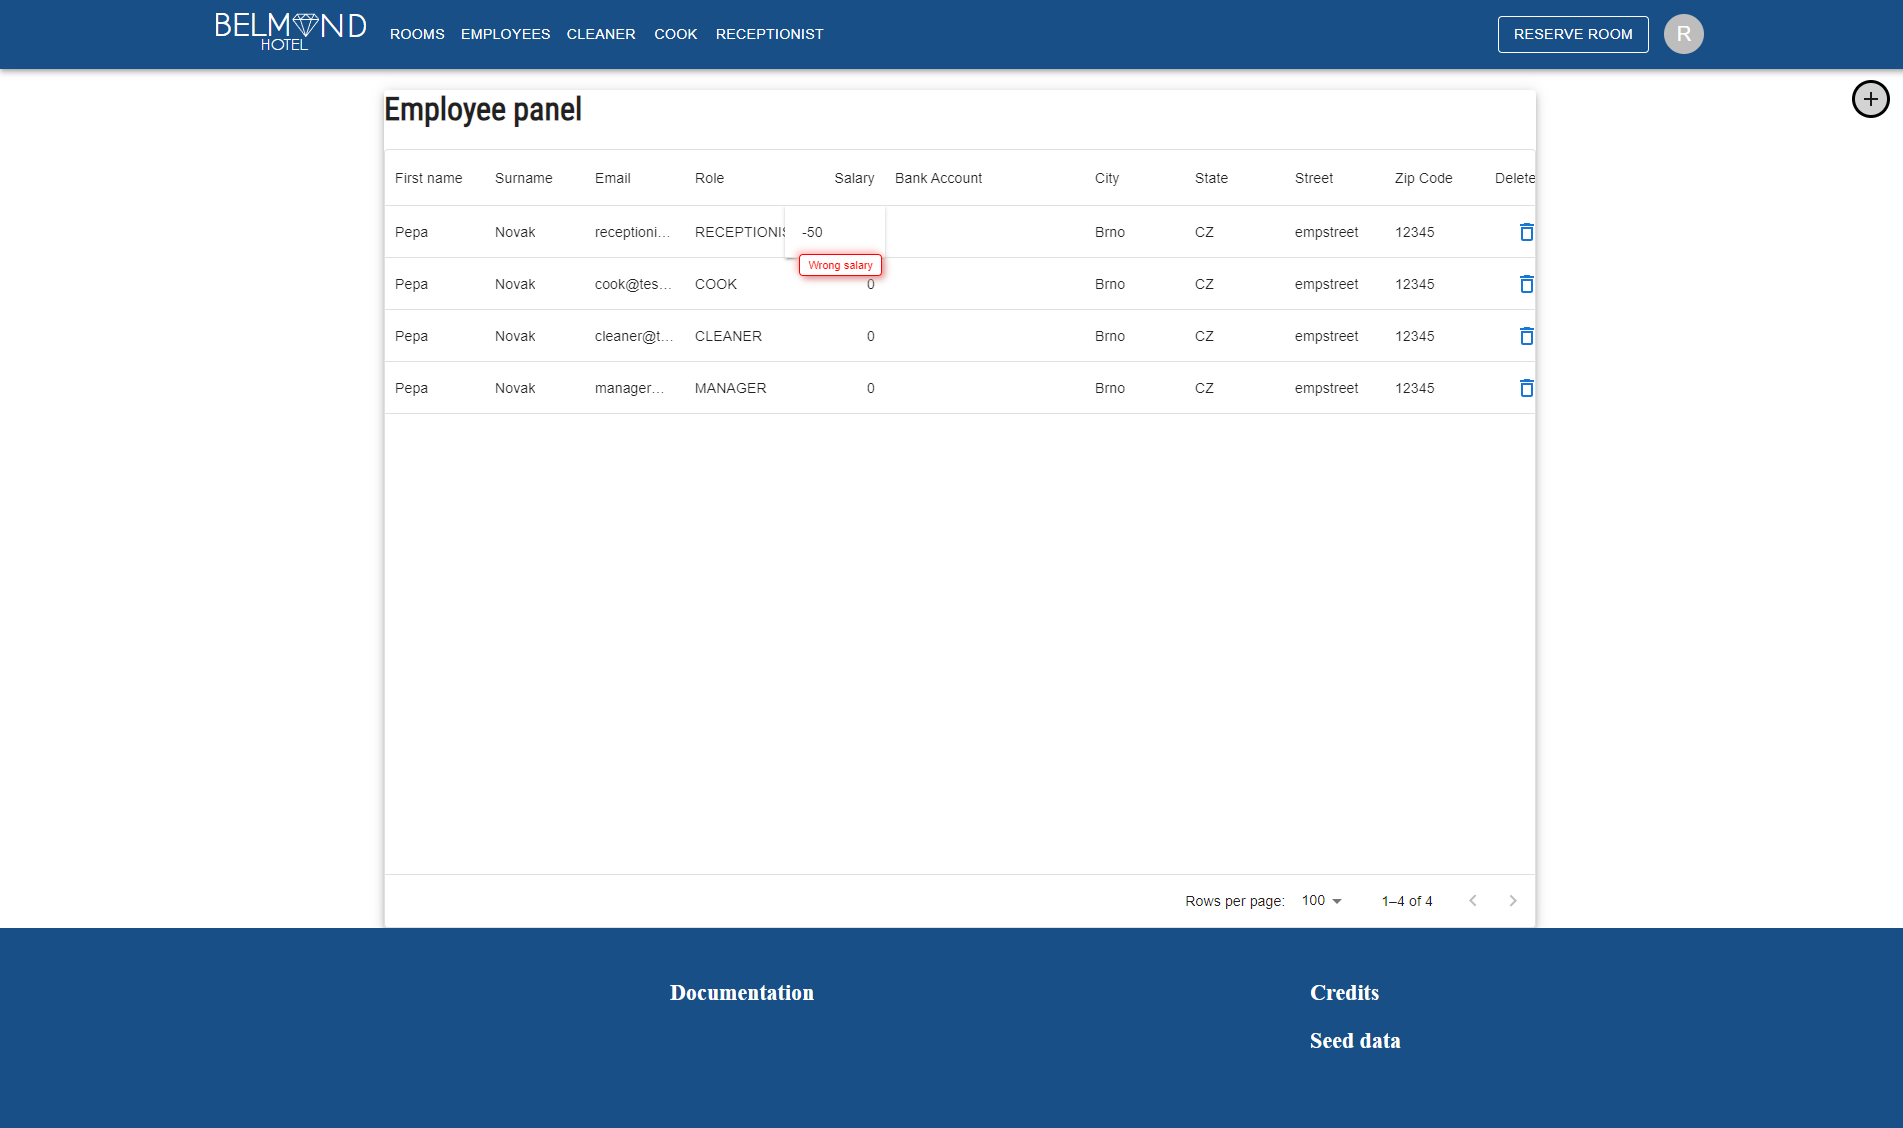 BELMOND
HOTEL
ROOMS EMPLOYEES CLEANER COOK RECEPTIONIST RESERVE ROOM R
Employee panel
First name Surname Email Role Salary Bank Account City State Street Zip Code Delete
Pepa Novak receptioni... RECEPTIONIS -50 Brno CZ empstreet 12345
Wrong salary
Pepa Novak cook@tes... COOK 0 Brno CZ empstreet 12345
Pepa Novak cleaner@t... CLEANER 0 Brno CZ empstreet 12345
Pepa Novak manager... MANAGER 0 Brno CZ empstreet 12345
Rows per page: 100 1–4 of 4
Documentation Credits
Seed data